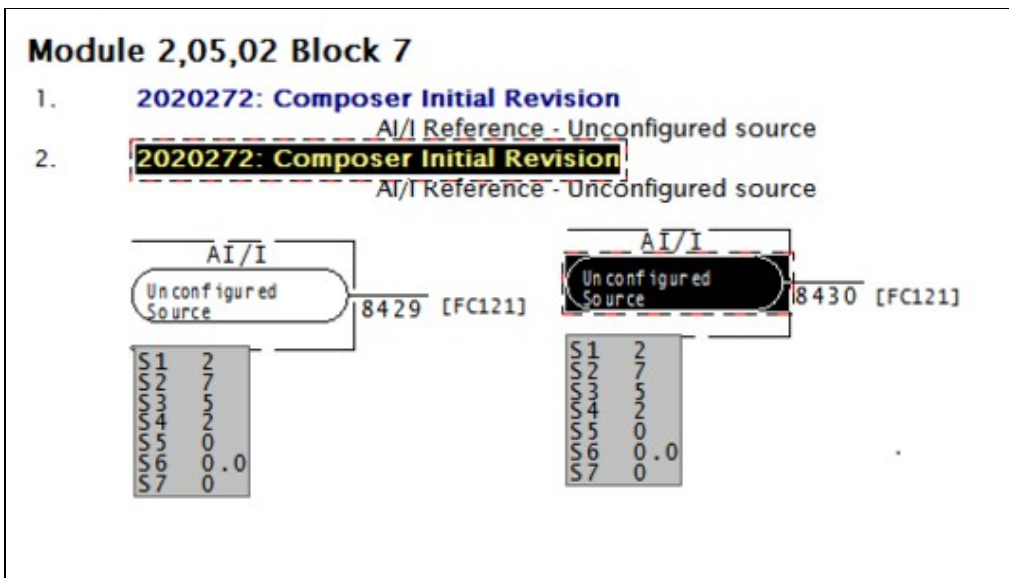 Module 2,05,02 Block 7
1. 2020272: Composer Initial Revision
AI/I Reference - Unconfigured source
2. 2020272: Composer Initial Revision
AI/I Reference - Unconfigured source
AI/I
Unconfigured
Source
8429 [FC121]
S1 2
S2 7
S3 5
S4 2
S5 0
S6 0.0
S7 0
AI/I
Unconfigured
Source
8430 [FC121]
S1 2
S2 7
S3 5
S4 2
S5 0
S6 0.0
S7 0